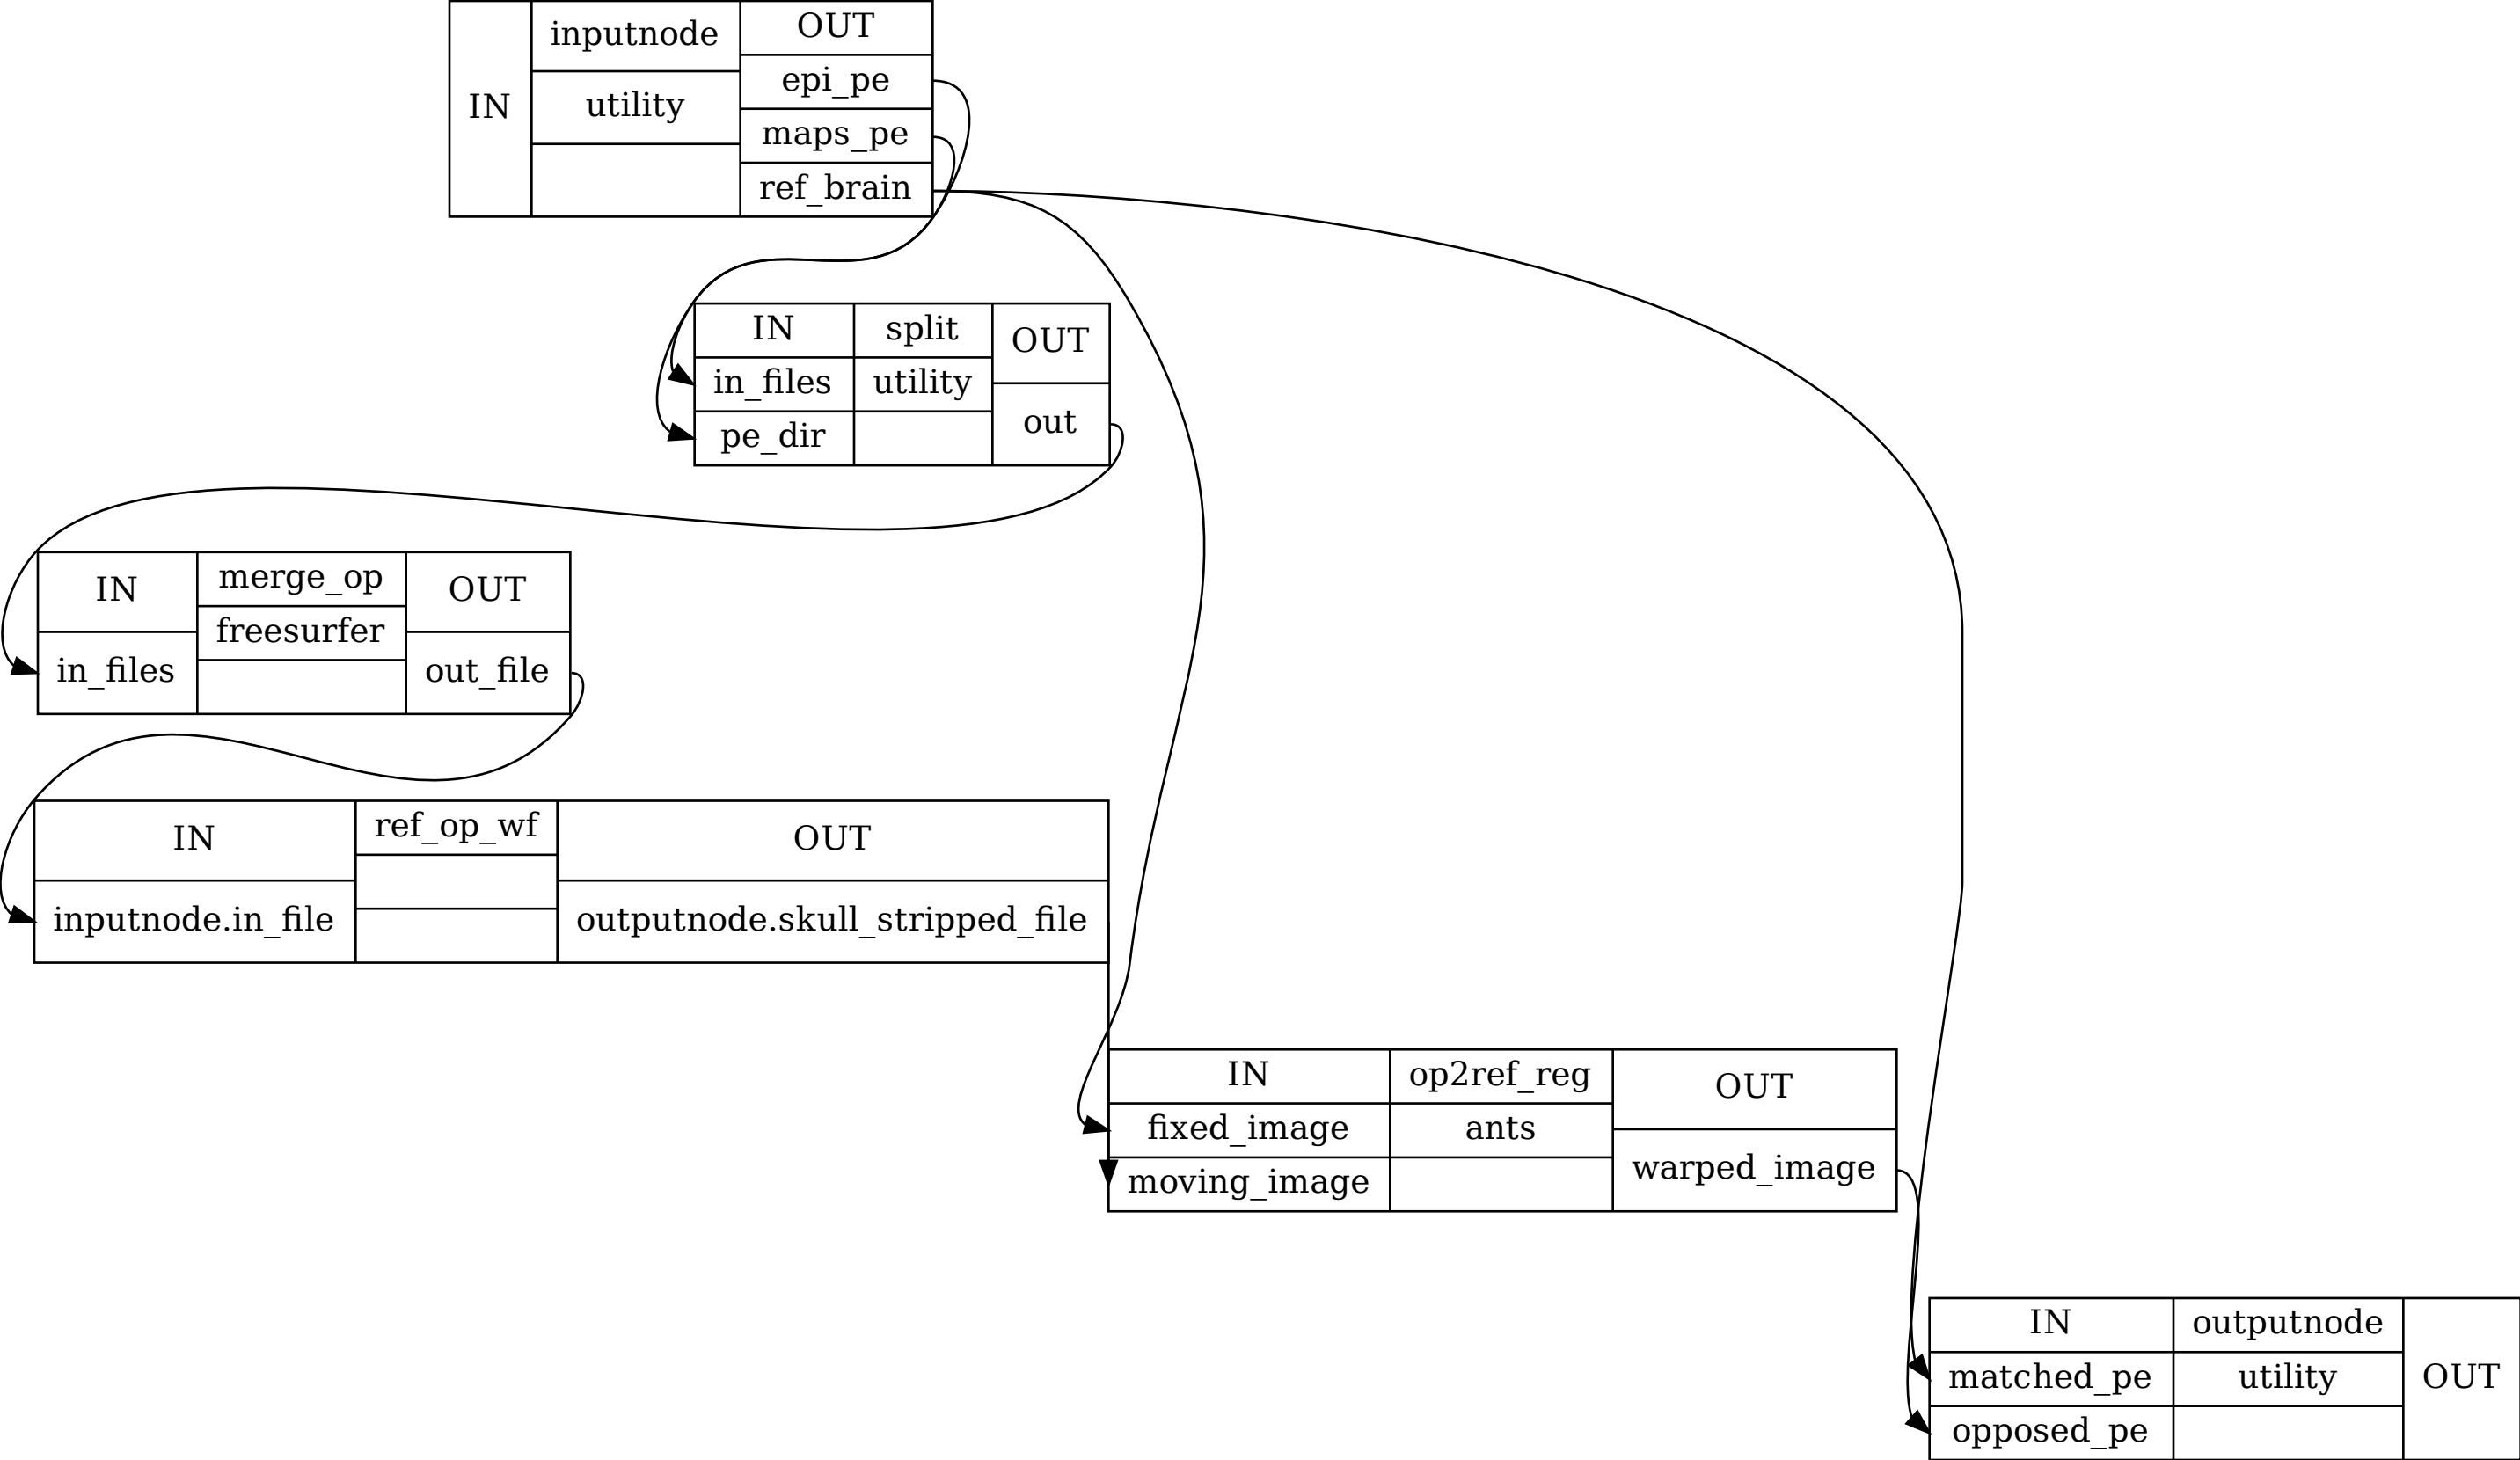 IN
inputnode
utility
OUT
epi_pe
maps_pe
ref_brain
IN
in_files
pe_dir
split
utility
OUT
out
IN
in_files
merge_op
freesurfer
OUT
out_file
IN
inputnode.in_file
ref_op_wf
OUT
outputnode.skull_stripped_file
IN
fixed_image
moving_image
op2ref_reg
ants
OUT
warped_image
IN
matched_pe
opposed_pe
outputnode
utility
OUT